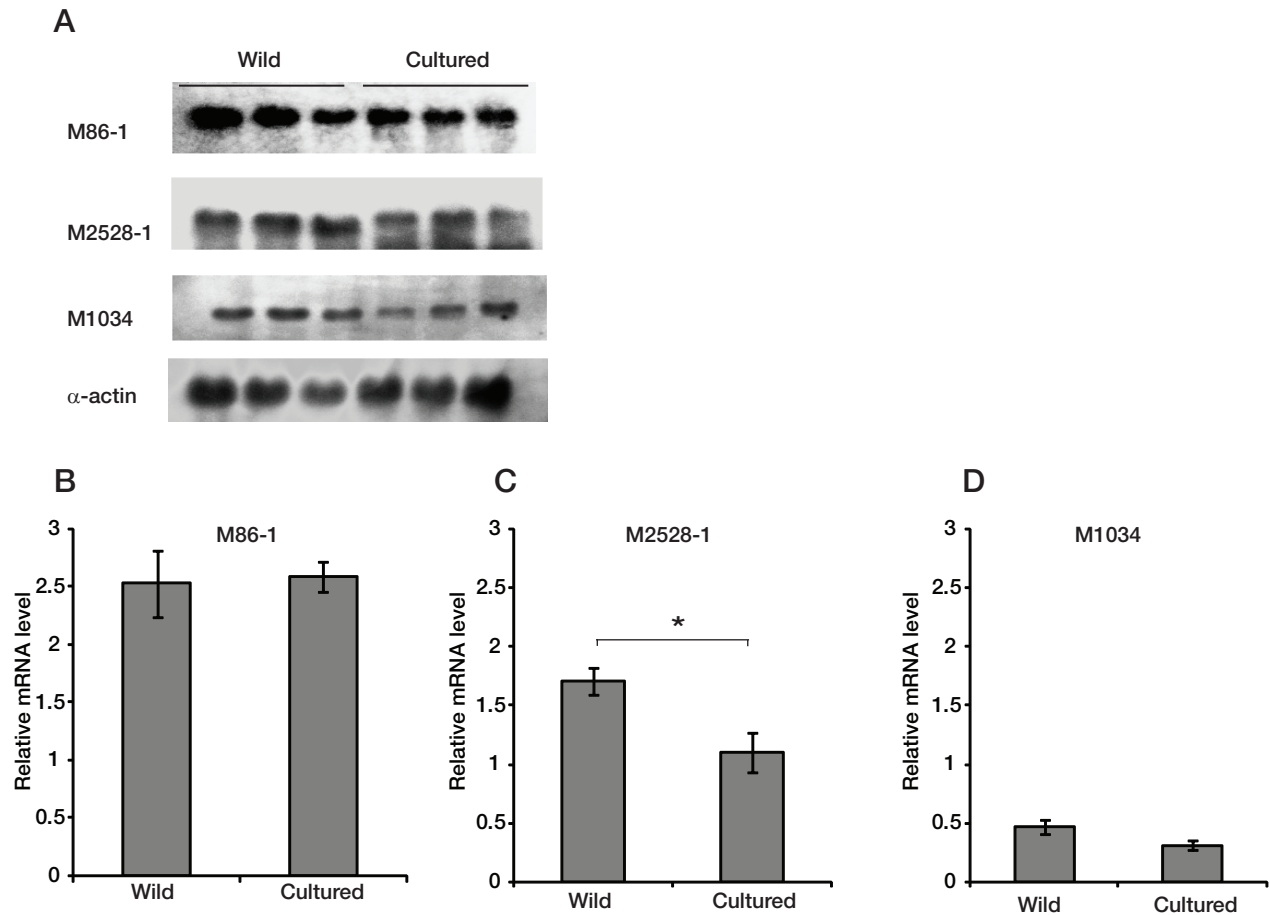 A
Wild Cultured
M86-1
M2528-1
M1034
α-actin
B
M86-1
Relative mRNA level
3
2.5
2
1.5
1
0.5
0
Wild Cultured
C
M2528-1
Relative mRNA level
3
2.5
2
1.5
1
0.5
0
*
Wild Cultured
D
M1034
Relative mRNA level
3
2.5
2
1.5
1
0.5
0
Wild Cultured